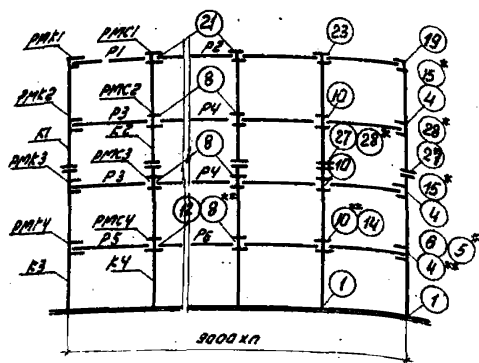 РМК1
Р1
РМС1
21
Р2
23
19
15*
РМК2
РМС2
8
Р3
К2
Р4
10
4
К1
28*
27 28*
27
РМК3
РМС3
8
Р3
Р4
10
15*
4
РМК4
РМС4
12 8**
10** 14
6 5*
Р5
Р6
4**
К3
К4
1
1
9000 х п